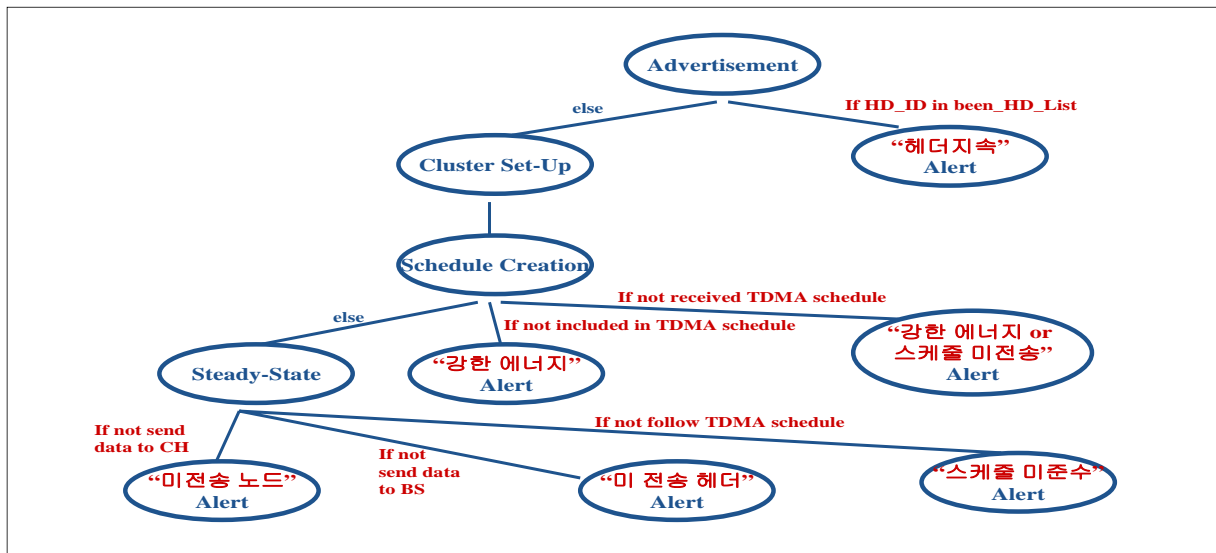 Advertisement
else
If HD_ID in been_HD_List
Cluster Set-Up
“헤더지속”
Alert
Schedule Creation
else
If not received TDMA schedule
If not included in TDMA schedule
Steady-State
“강한 에너지”
Alert
“강한 에너지 or
스케줄 미전송”
Alert
If not send
data to CH
If not
send data
to BS
If not follow TDMA schedule
“미전송 노드”
Alert
“미 전송 헤더”
Alert
“스케줄 미준수”
Alert